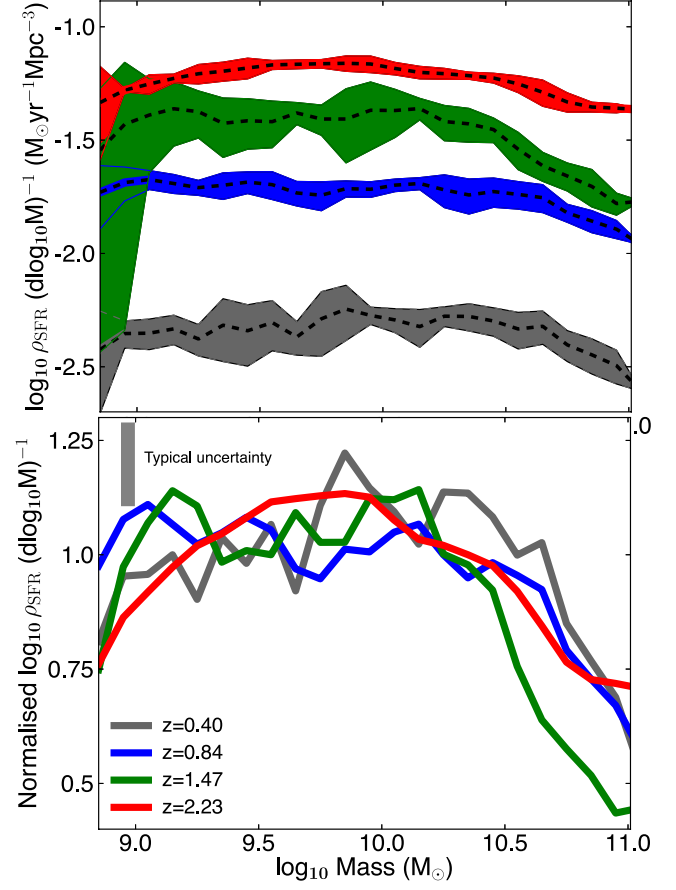 -1.0
-1.5
-2.0
-2.5
log₁₀ ρSFR (dlog₁₀M)⁻¹ (M⊙yr⁻¹Mpc⁻³)
.0
1.25
1.0
0.75
0.5
Normalised log₁₀ ρSFR (dlog₁₀M)⁻¹
Typical uncertainty
z=0.40
z=0.84
z=1.47
z=2.23
9.0 9.5 10.0 10.5 11.0
log₁₀ Mass (M⊙)